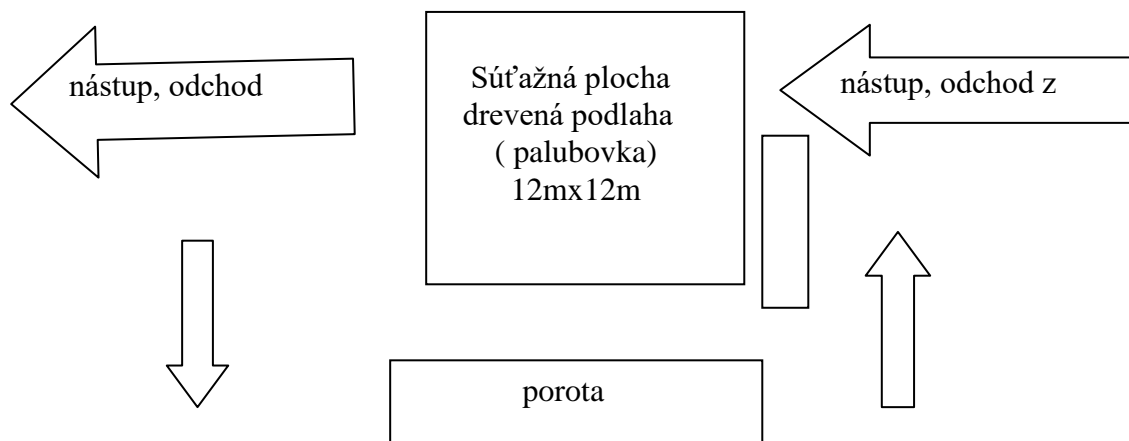 nástup, odchod
Súťažná plocha
drevená podlaha
( palubovka)
12mx12m
nástup, odchod z
porota